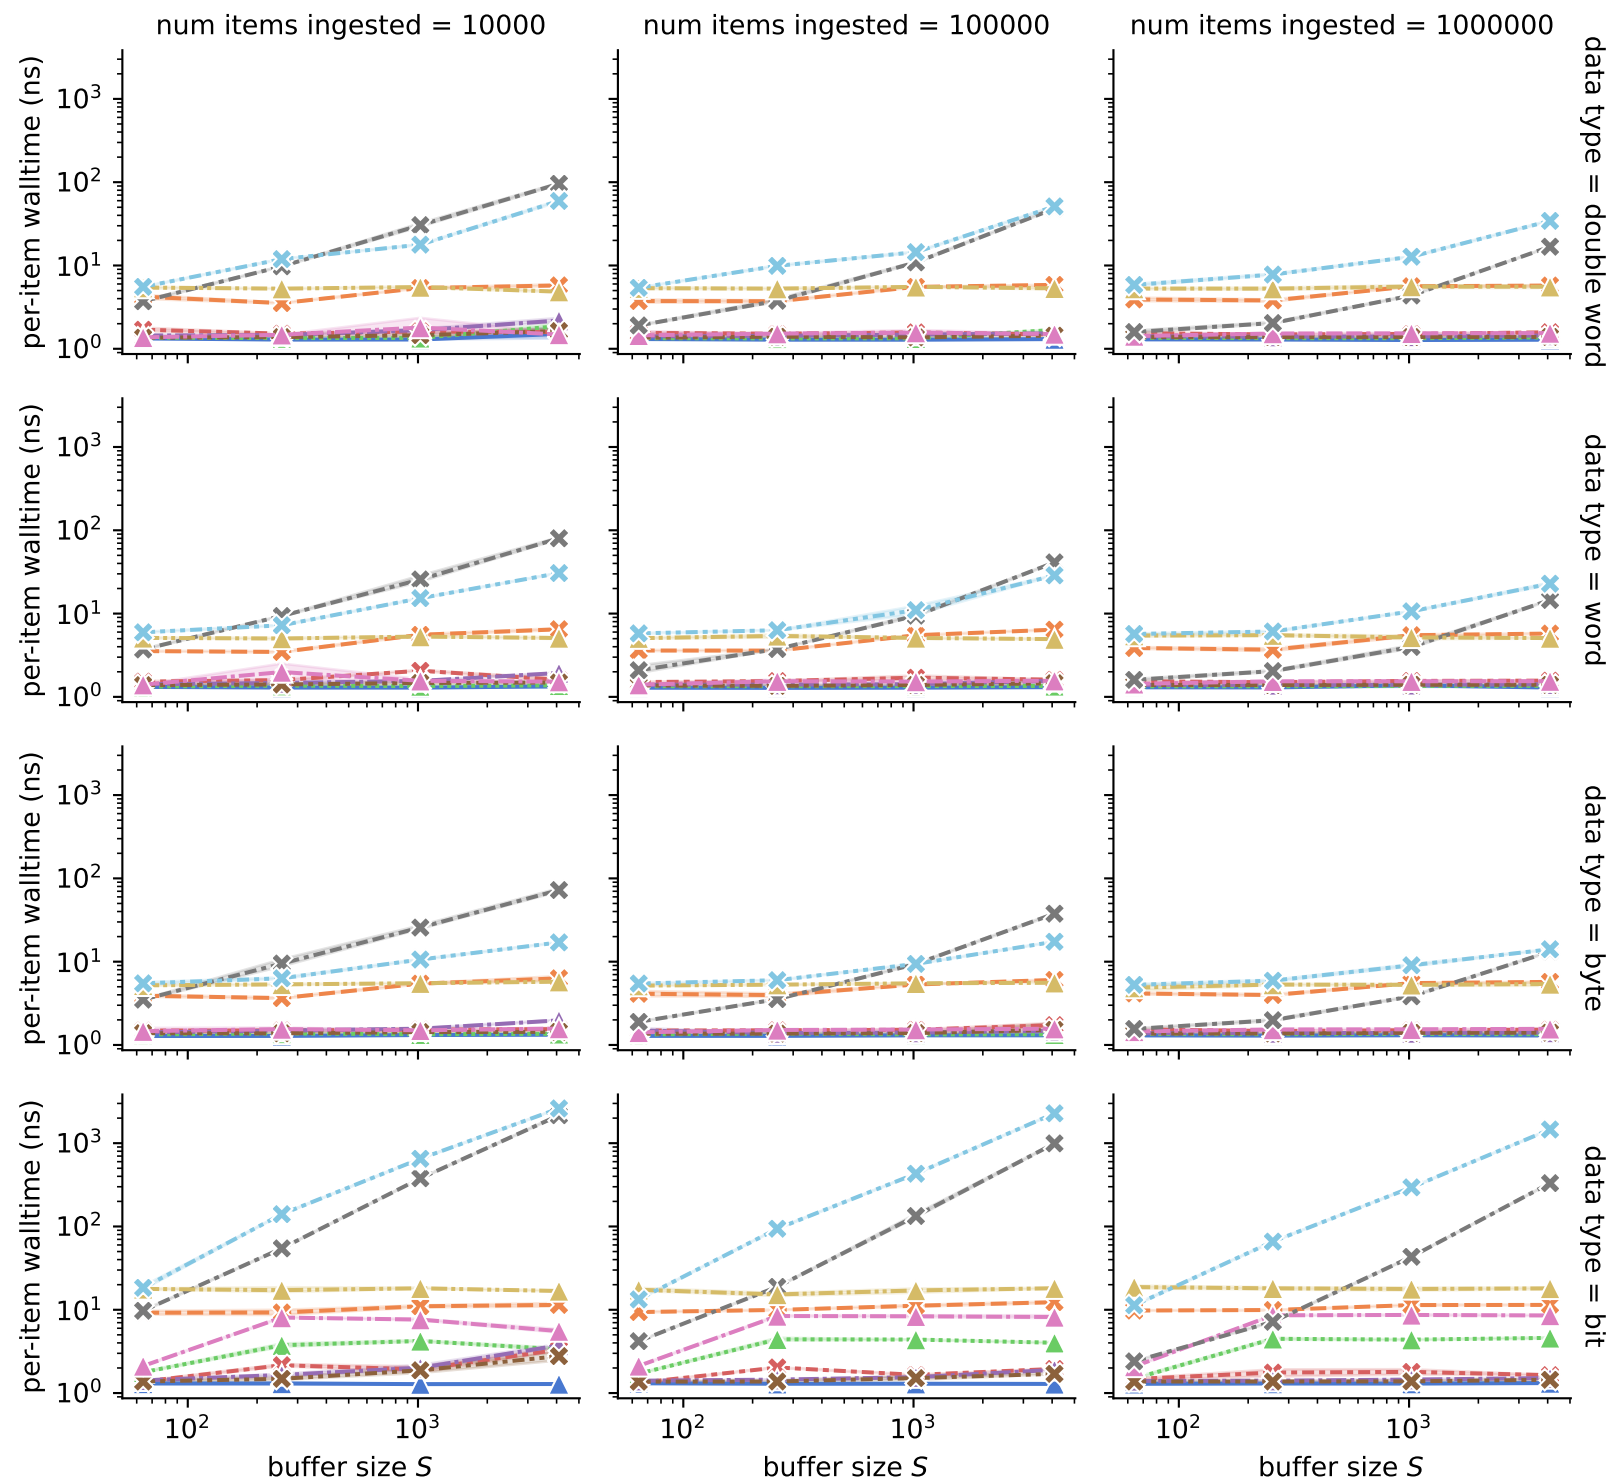 num items ingested = 10000
num items ingested = 100000
num items ingested = 1000000
per-item walltime (ns)
10³
10²
10¹
10⁰
data type = double word
per-item walltime (ns)
10³
10²
10¹
10⁰
data type = word
per-item walltime (ns)
10³
10²
10¹
10⁰
data type = byte
per-item walltime (ns)
10³
10²
10¹
10⁰
data type = bit
10² 10³
10² 10³
10² 10³
buffer size S
buffer size S
buffer size S